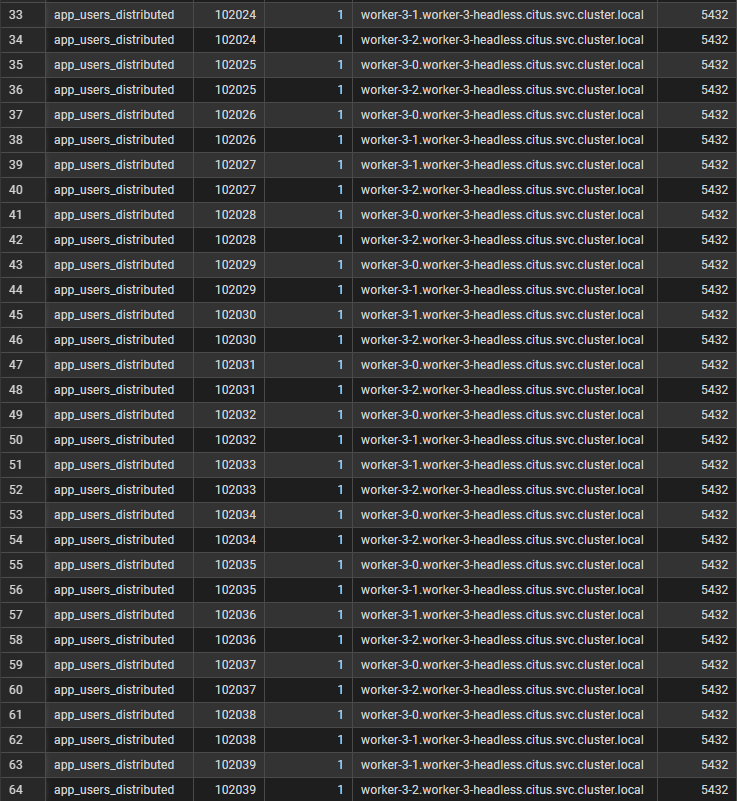 33 app_users_distributed 102024 1 worker-3-1.worker-3-headless.citus.svc.cluster.local 5432
34 app_users_distributed 102024 1 worker-3-2.worker-3-headless.citus.svc.cluster.local 5432
35 app_users_distributed 102025 1 worker-3-0.worker-3-headless.citus.svc.cluster.local 5432
36 app_users_distributed 102025 1 worker-3-2.worker-3-headless.citus.svc.cluster.local 5432
37 app_users_distributed 102026 1 worker-3-0.worker-3-headless.citus.svc.cluster.local 5432
38 app_users_distributed 102026 1 worker-3-1.worker-3-headless.citus.svc.cluster.local 5432
39 app_users_distributed 102027 1 worker-3-1.worker-3-headless.citus.svc.cluster.local 5432
40 app_users_distributed 102027 1 worker-3-2.worker-3-headless.citus.svc.cluster.local 5432
41 app_users_distributed 102028 1 worker-3-0.worker-3-headless.citus.svc.cluster.local 5432
42 app_users_distributed 102028 1 worker-3-2.worker-3-headless.citus.svc.cluster.local 5432
43 app_users_distributed 102029 1 worker-3-0.worker-3-headless.citus.svc.cluster.local 5432
44 app_users_distributed 102029 1 worker-3-1.worker-3-headless.citus.svc.cluster.local 5432
45 app_users_distributed 102030 1 worker-3-1.worker-3-headless.citus.svc.cluster.local 5432
46 app_users_distributed 102030 1 worker-3-2.worker-3-headless.citus.svc.cluster.local 5432
47 app_users_distributed 102031 1 worker-3-0.worker-3-headless.citus.svc.cluster.local 5432
48 app_users_distributed 102031 1 worker-3-2.worker-3-headless.citus.svc.cluster.local 5432
49 app_users_distributed 102032 1 worker-3-0.worker-3-headless.citus.svc.cluster.local 5432
50 app_users_distributed 102032 1 worker-3-1.worker-3-headless.citus.svc.cluster.local 5432
51 app_users_distributed 102033 1 worker-3-1.worker-3-headless.citus.svc.cluster.local 5432
52 app_users_distributed 102033 1 worker-3-2.worker-3-headless.citus.svc.cluster.local 5432
53 app_users_distributed 102034 1 worker-3-0.worker-3-headless.citus.svc.cluster.local 5432
54 app_users_distributed 102034 1 worker-3-2.worker-3-headless.citus.svc.cluster.local 5432
55 app_users_distributed 102035 1 worker-3-0.worker-3-headless.citus.svc.cluster.local 5432
56 app_users_distributed 102035 1 worker-3-1.worker-3-headless.citus.svc.cluster.local 5432
57 app_users_distributed 102036 1 worker-3-1.worker-3-headless.citus.svc.cluster.local 5432
58 app_users_distributed 102036 1 worker-3-2.worker-3-headless.citus.svc.cluster.local 5432
59 app_users_distributed 102037 1 worker-3-0.worker-3-headless.citus.svc.cluster.local 5432
60 app_users_distributed 102037 1 worker-3-2.worker-3-headless.citus.svc.cluster.local 5432
61 app_users_distributed 102038 1 worker-3-0.worker-3-headless.citus.svc.cluster.local 5432
62 app_users_distributed 102038 1 worker-3-1.worker-3-headless.citus.svc.cluster.local 5432
63 app_users_distributed 102039 1 worker-3-1.worker-3-headless.citus.svc.cluster.local 5432
64 app_users_distributed 102039 1 worker-3-2.worker-3-headless.citus.svc.cluster.local 5432